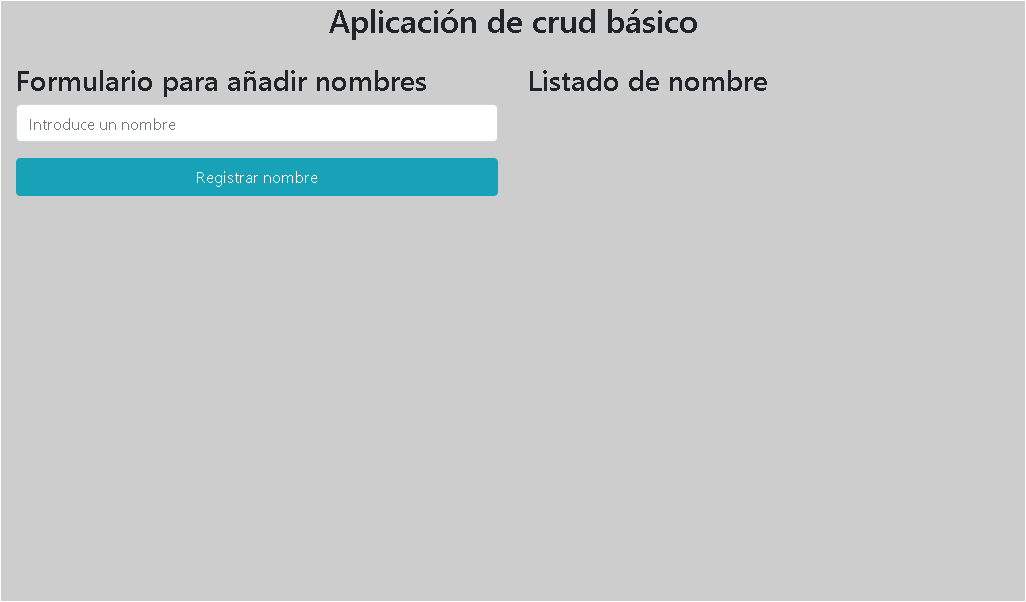 Aplicación de crud básico
Formulario para añadir nombres
Introduce un nombre
Registrar nombre
Listado de nombre